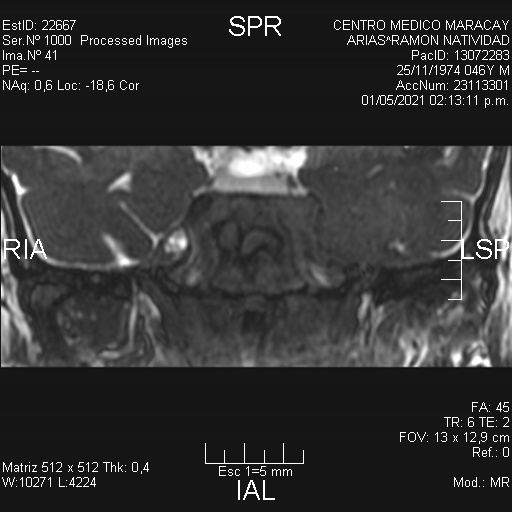 EstID: 22667
Ser.Nº 1000 Processed Images
Ima.Nº 41
PE= --
NAq: 0,6 Loc: -18,6 Cor
SPR
CENTRO MEDICO MARACAY
ARIAS^RAMON NATIVIDAD
PacID: 13072283
25/11/1974 046Y M
AccNum: 23113301
01/05/2021 02:13:11 p.m.
RIA
LSP
FA: 45
TR: 6 TE: 2
FOV: 13 x 12,9 cm
Ref.: 0
Matriz 512 x 512 Thk: 0,4
W:10271 L:4224
Esc 1=5 mm
IAL
Mod.: MR